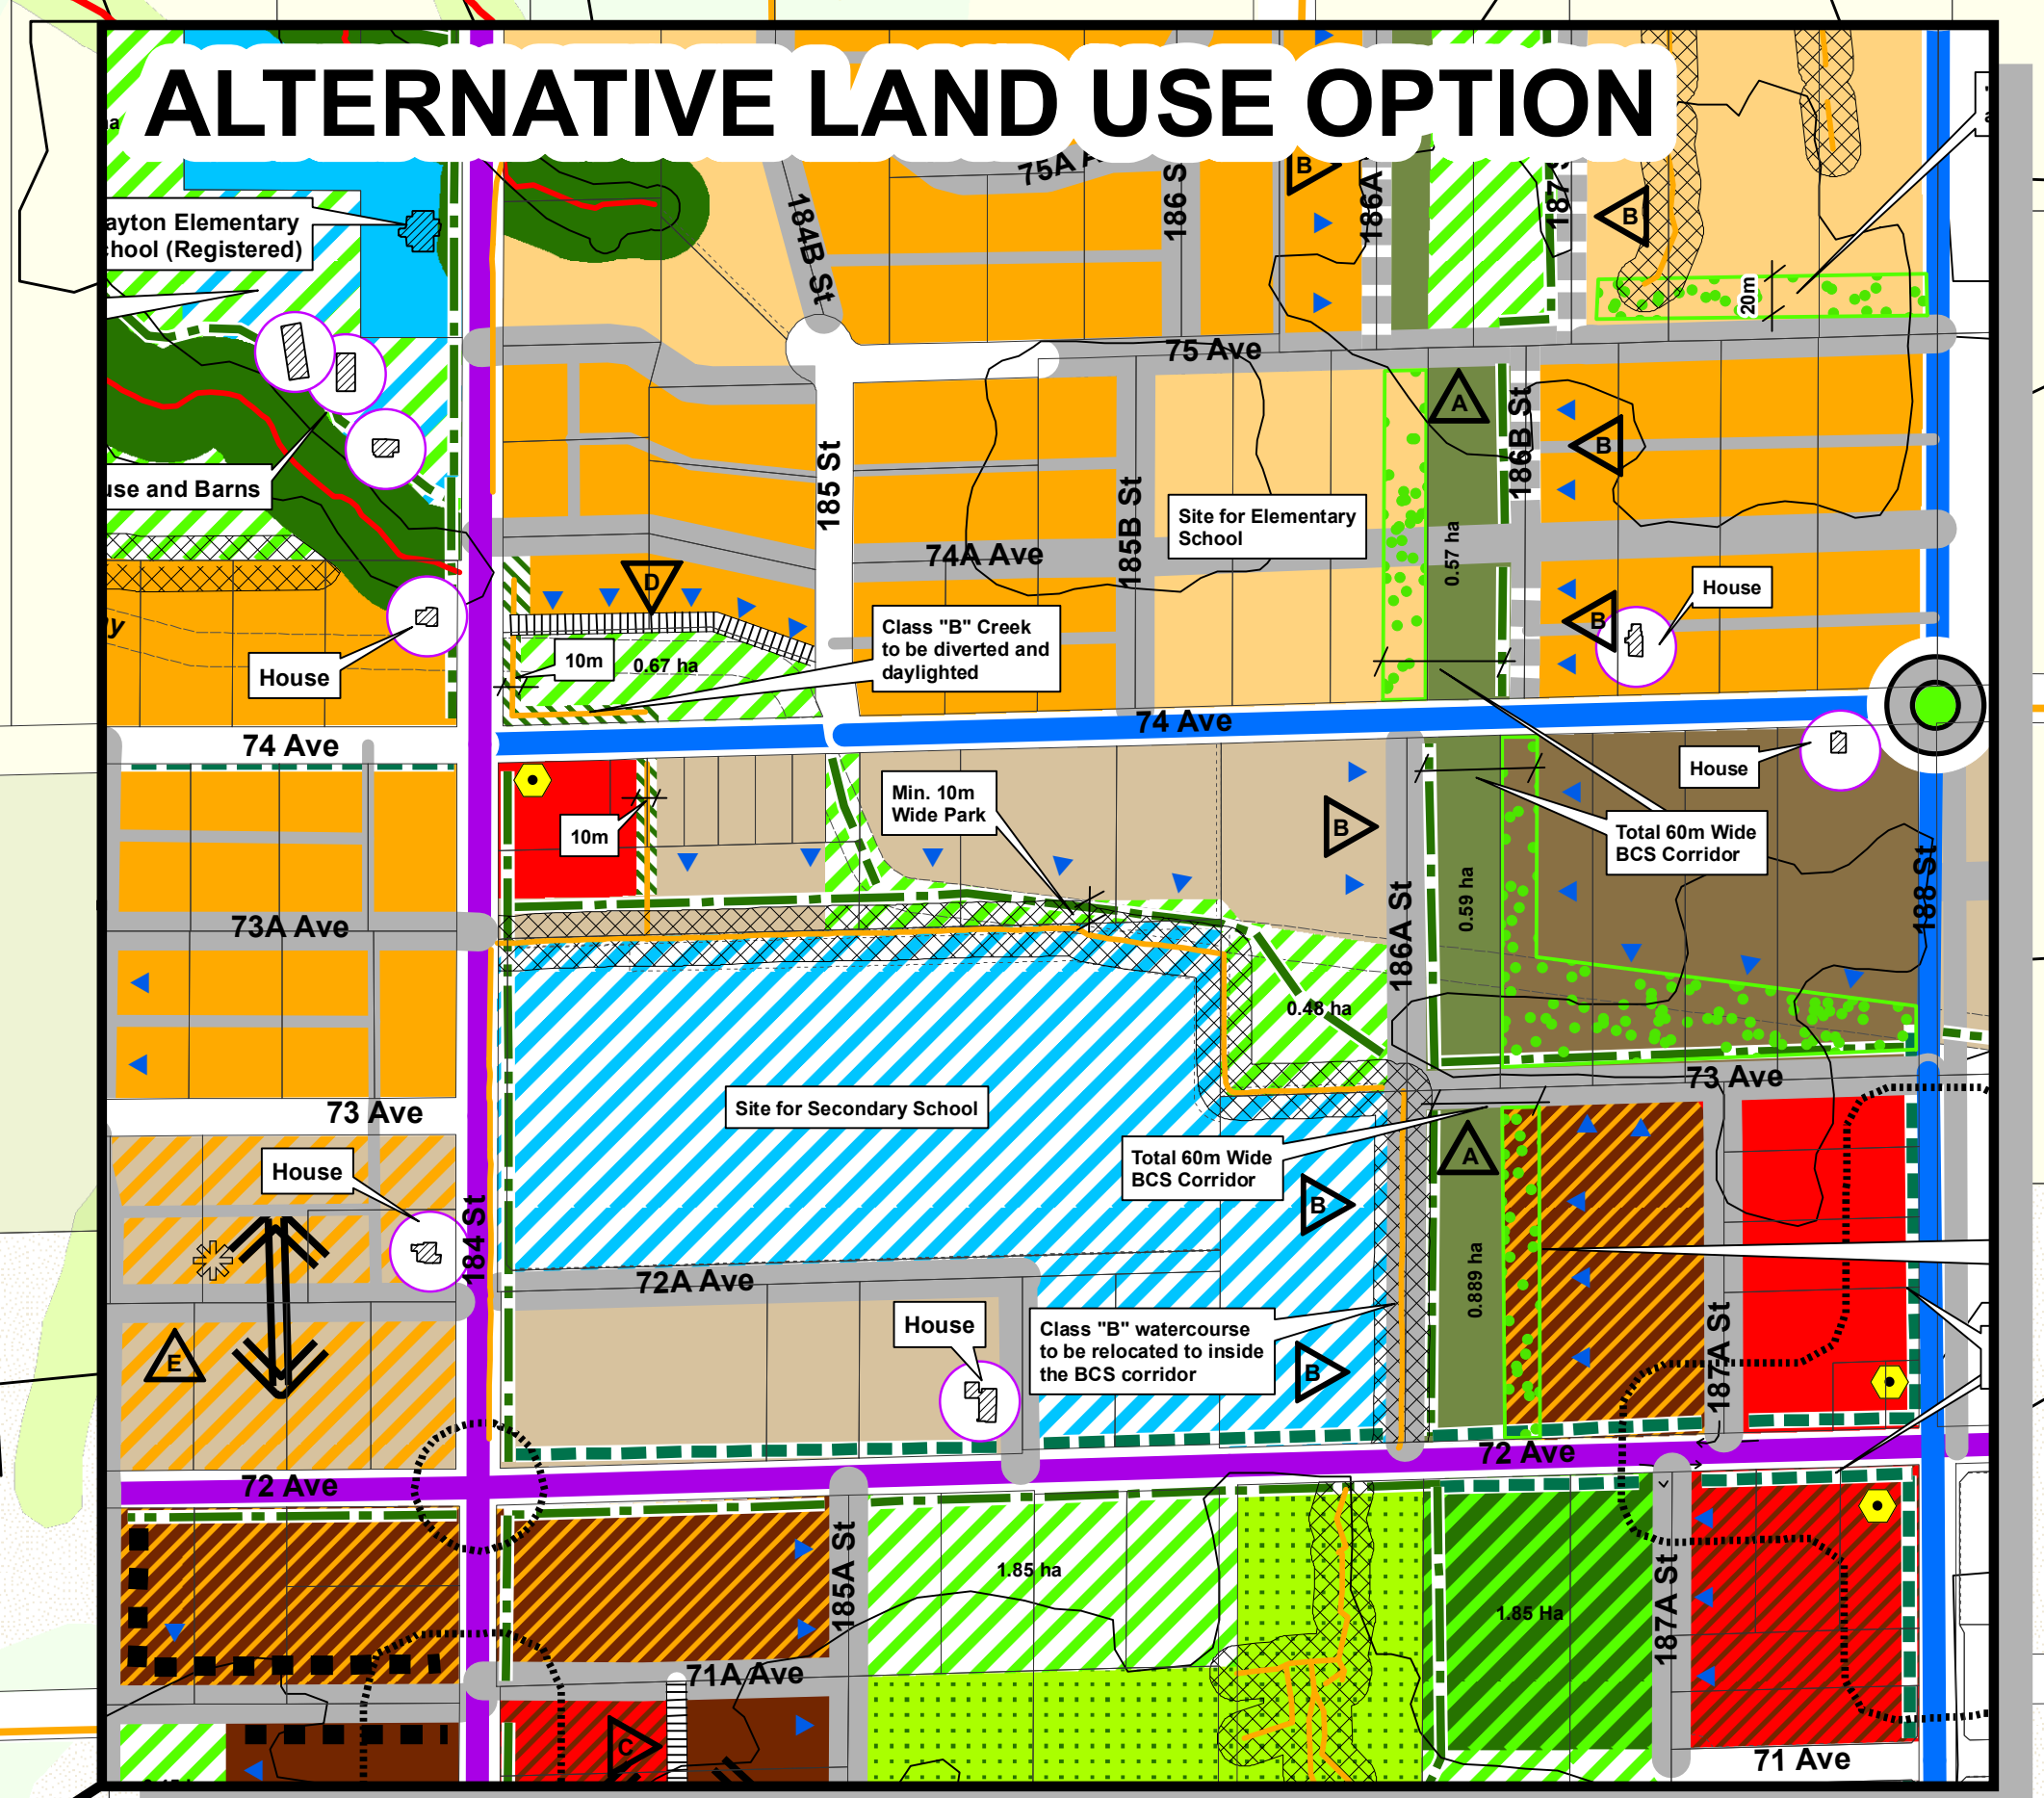 ALTERNATIVE LAND USE OPTION
75A A
184B St
186 S
B
186A
187 S
B
20m
ayton Elementary
chool (Registered)
75 Ave
A
186B St
B
185 St
use and Barns
185B St
Site for Elementary
School
74A Ave
0.57 ha
D
House
B
Class "B" Creek
to be diverted and
daylighted
10m
0.67 ha
House
74 Ave
74 Ave
House
10m
Min. 10m
Wide Park
B
Total 60m Wide
BCS Corridor
0.59 ha
188 St
186A St
73A Ave
0.48 ha
73 Ave
73 Ave
Site for Secondary School
House
Total 60m Wide
BCS Corridor
A
B
184 St
72A Ave
0.889 ha
House
Class "B" watercourse
to be relocated to inside
the BCS corridor
E
B
187A St
72 Ave
72 Ave
185A St
1.85 ha
1.85 Ha
187A St
71A Ave
C
71 Ave